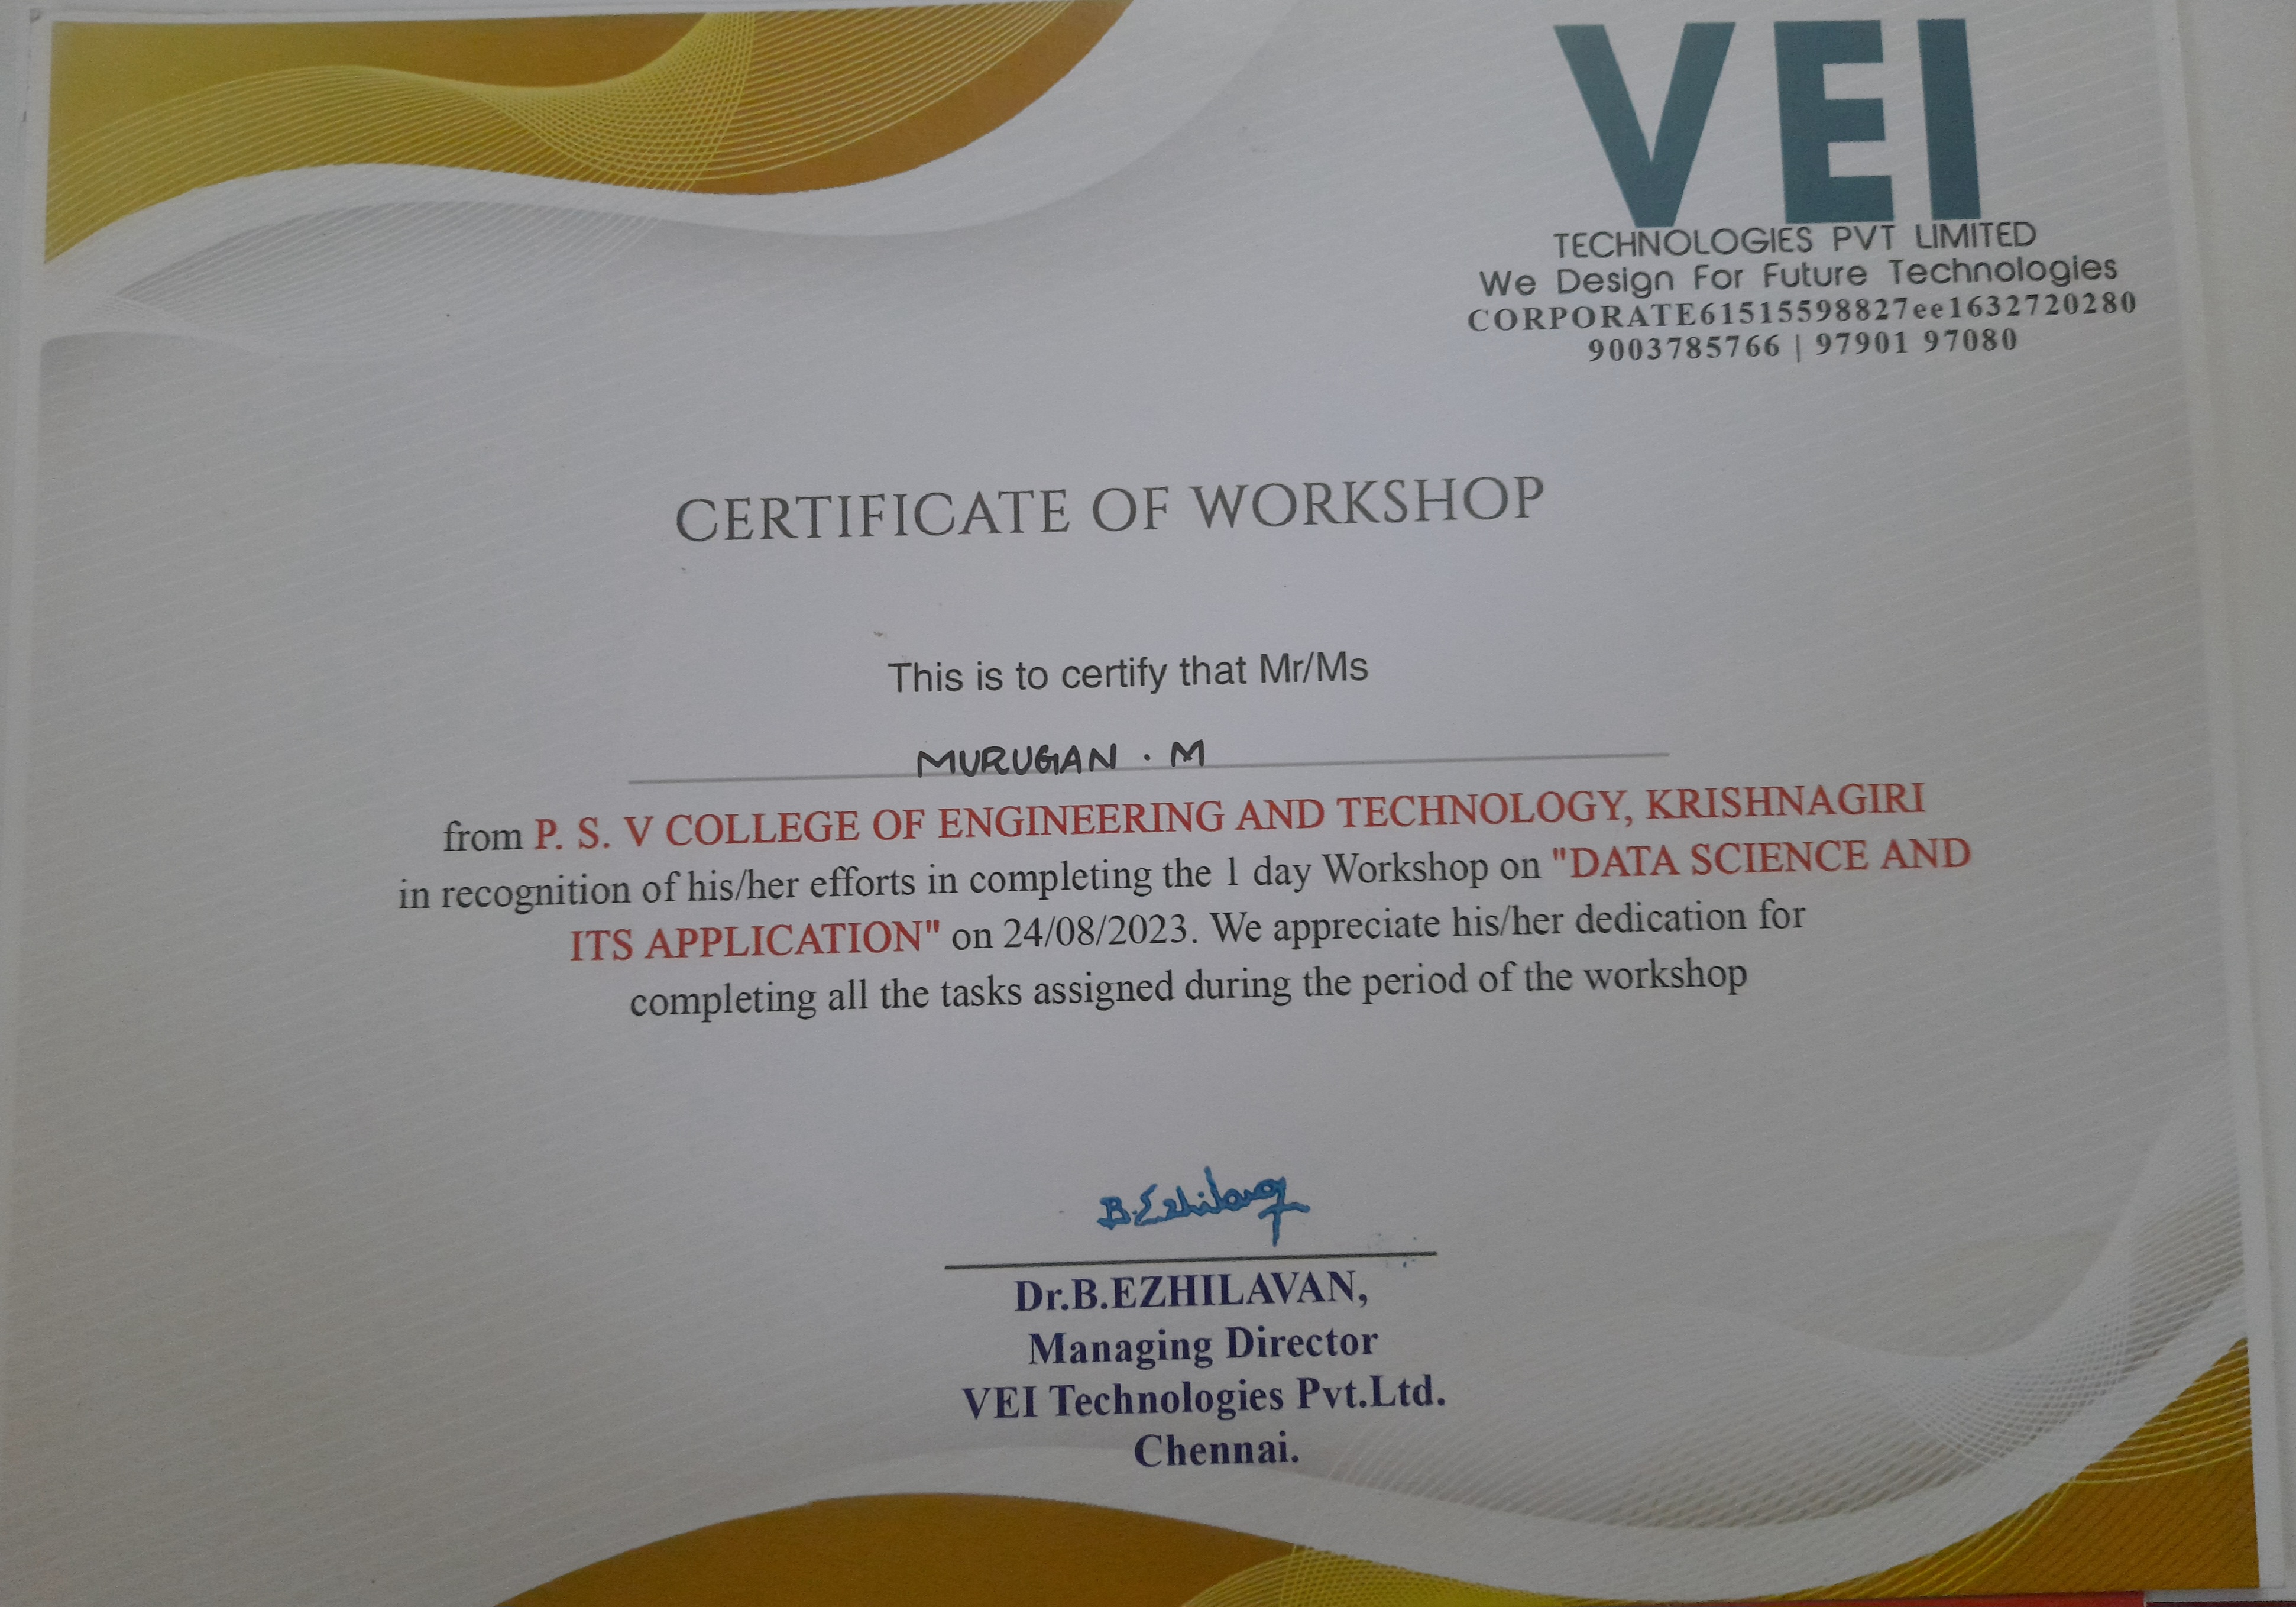 VEI
TECHNOLOGIES PVT LIMITED
We Design For Future Technologies
CORPORATE61515598827ee1632720280
9003785766 | 97901 97080
CERTIFICATE OF WORKSHOP
This is to certify that Mr/Ms
MURUGAN . M
from P. S. V COLLEGE OF ENGINEERING AND TECHNOLOGY, KRISHNAGIRI
in recognition of his/her efforts in completing the 1 day Workshop on "DATA SCIENCE AND
ITS APPLICATION" on 24/08/2023. We appreciate his/her dedication for
completing all the tasks assigned during the period of the workshop
B.Ezhilavan
Dr.B.EZHILAVAN,
Managing Director
VEI Technologies Pvt.Ltd.
Chennai.